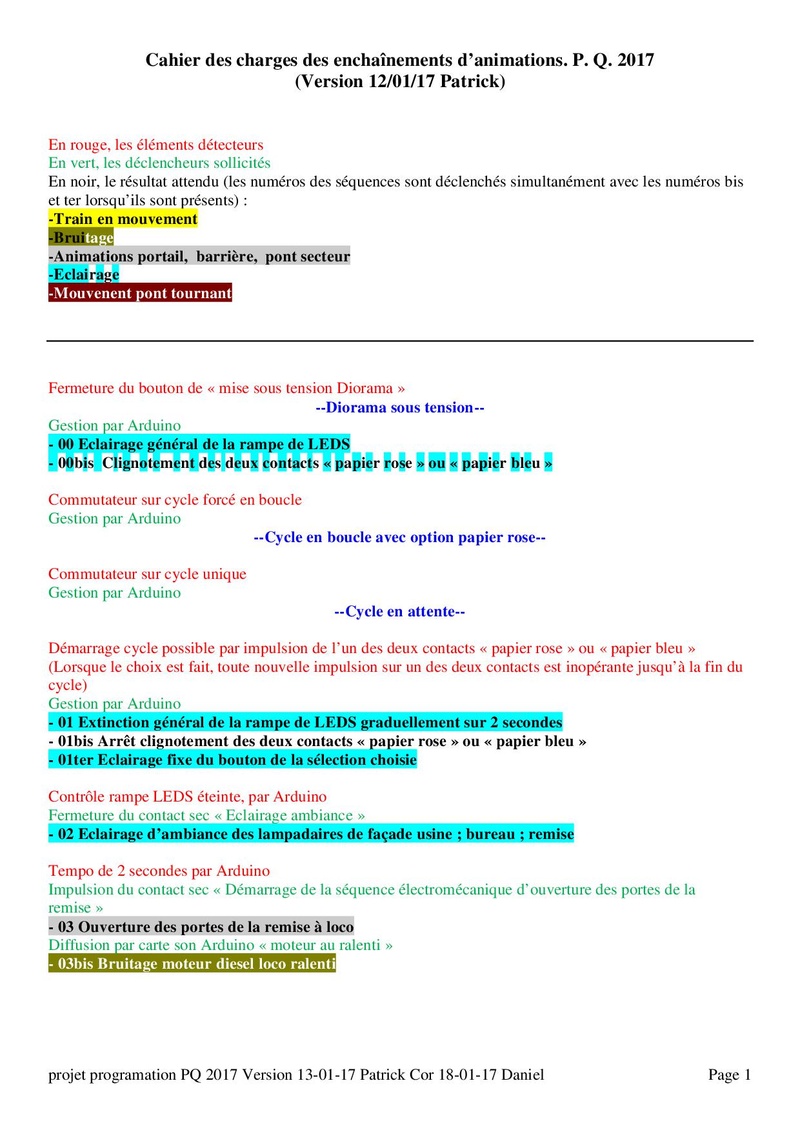 Cahier des charges des enchaînements d’animations. P. Q. 2017
(Version 12/01/17 Patrick)
En rouge, les éléments détecteurs
En vert, les déclencheurs sollicités
En noir, le résultat attendu (les numéros des séquences sont déclenchés simultanément avec les numéros bis
et ter lorsqu’ils sont présents) :
-Train en mouvement
-Bruitage
-Animations portail, barrière, pont secteur
-Eclairage
-Mouvenent pont tournant
Fermeture du bouton de « mise sous tension Diorama »
--Diorama sous tension--
Gestion par Arduino
- 00 Eclairage général de la rampe de LEDS
- 00bis Clignotement des deux contacts « papier rose » ou « papier bleu »
Commutateur sur cycle forcé en boucle
Gestion par Arduino
--Cycle en boucle avec option papier rose--
Commutateur sur cycle unique
Gestion par Arduino
--Cycle en attente--
Démarrage cycle possible par impulsion de l’un des deux contacts « papier rose » ou « papier bleu »
(Lorsque le choix est fait, toute nouvelle impulsion sur un des deux contacts est inopérante jusqu’à la fin du
cycle)
Gestion par Arduino
- 01 Extinction général de la rampe de LEDS graduellement sur 2 secondes
- 01bis Arrêt clignotement des deux contacts « papier rose » ou « papier bleu »
- 01ter Eclairage fixe du bouton de la sélection choisie
Contrôle rampe LEDS éteinte, par Arduino
Fermeture du contact sec « Eclairage ambiance »
- 02 Eclairage d’ambiance des lampadaires de façade usine ; bureau ; remise
Tempo de 2 secondes par Arduino
Impulsion du contact sec « Démarrage de la séquence électromécanique d’ouverture des portes de la
remise »
- 03 Ouverture des portes de la remise à loco
Diffusion par carte son Arduino « moteur au ralenti »
- 03bis Bruitage moteur diesel loco ralenti
projet programation PQ 2017 Version 13-01-17 Patrick Cor 18-01-17 Daniel Page 1